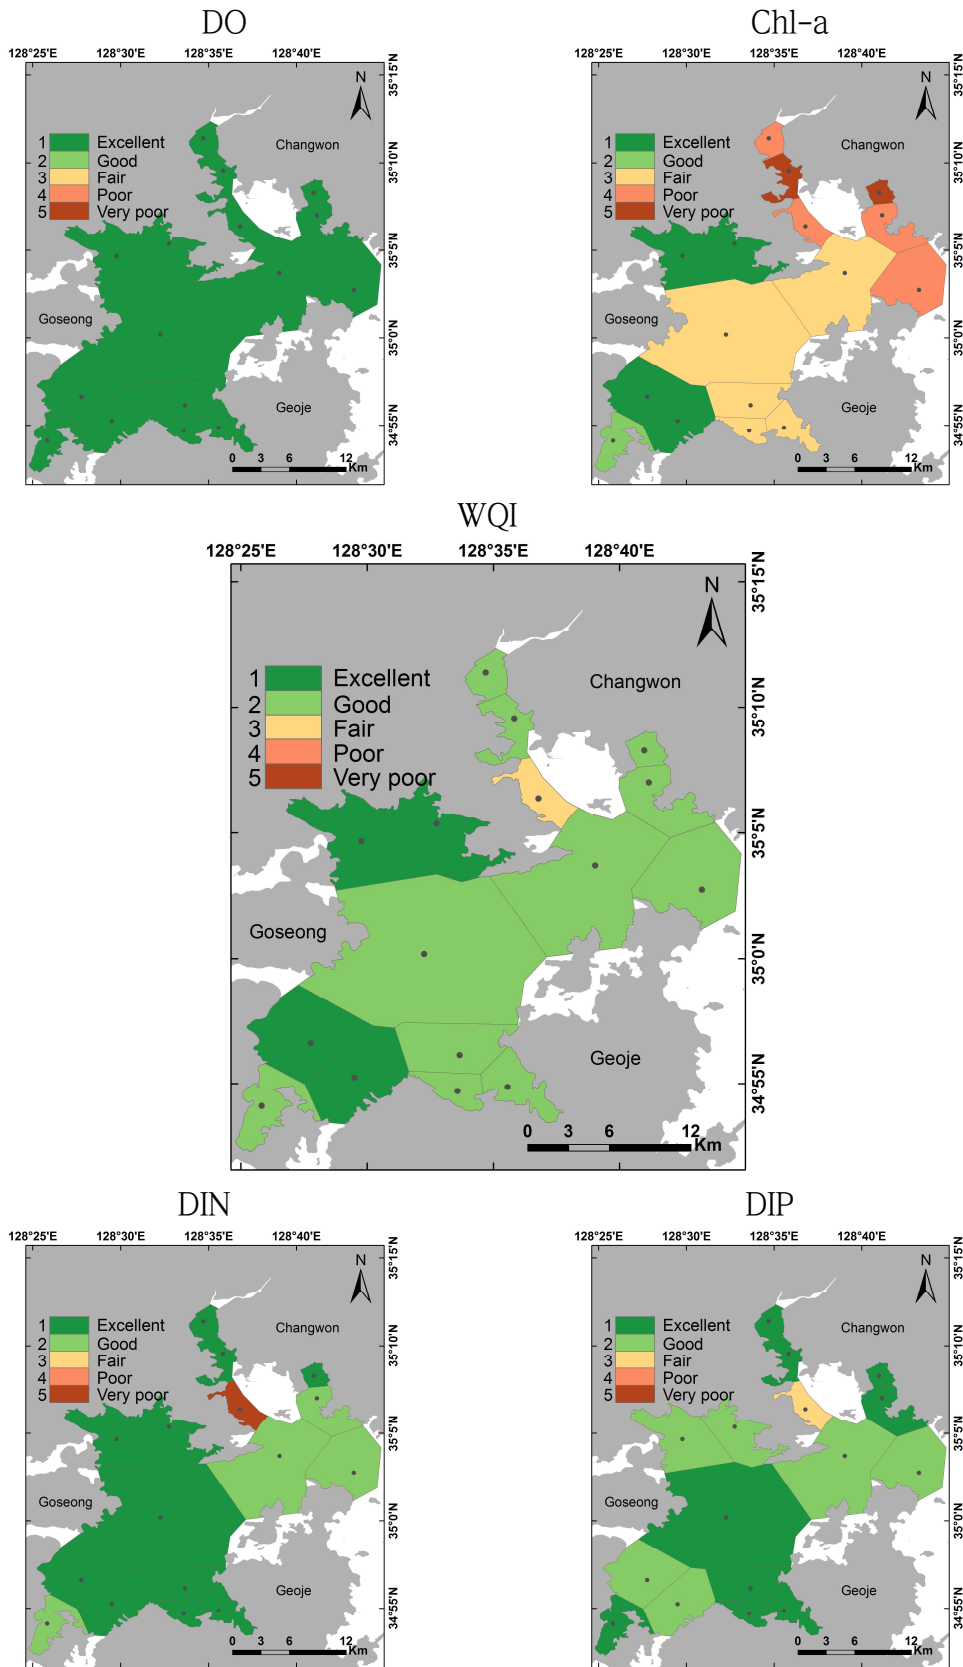 DO
128°25'E 128°30'E 128°35'E 128°40'E
35°15'N
N
Changwon
1 Excellent
2 Good
3 Fair
4 Poor
5 Very poor
35°10'N
35°5'N
Goseong
35°0'N
Geoje
34°55'N
0 3 6 12
Km
Chl-a
128°25'E 128°30'E 128°35'E 128°40'E
35°15'N
N
Changwon
1 Excellent
2 Good
3 Fair
4 Poor
5 Very poor
35°10'N
35°5'N
Goseong
35°0'N
Geoje
34°55'N
0 3 6 12
Km
WQI
128°25'E 128°30'E 128°35'E 128°40'E
35°15'N
N
Changwon
1 Excellent
2 Good
3 Fair
4 Poor
5 Very poor
35°10'N
35°5'N
Goseong
35°0'N
Geoje
34°55'N
0 3 6 12
Km
DIN
128°25'E 128°30'E 128°35'E 128°40'E
35°15'N
N
Changwon
1 Excellent
2 Good
3 Fair
4 Poor
5 Very poor
35°10'N
35°5'N
Goseong
35°0'N
Geoje
34°55'N
0 3 6 12
Km
DIP
128°25'E 128°30'E 128°35'E 128°40'E
35°15'N
N
Changwon
1 Excellent
2 Good
3 Fair
4 Poor
5 Very poor
35°10'N
35°5'N
Goseong
35°0'N
Geoje
34°55'N
0 3 6 12
Km